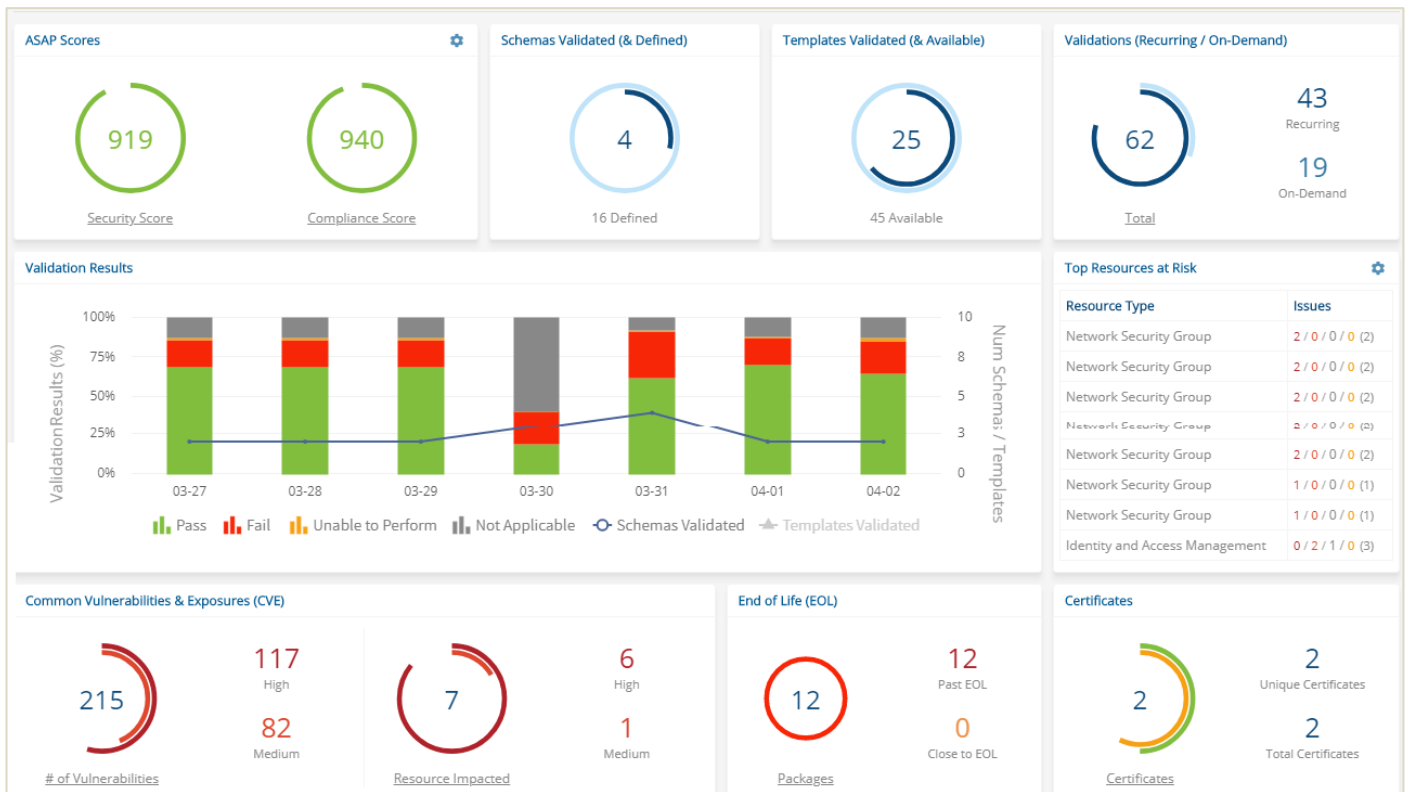 ASAP Scores
919
940
Security Score
Compliance Score
Schemas Validated (& Defined)
4
16 Defined
Templates Validated (& Available)
25
45 Available
Validations (Recurring / On-Demand)
62
Total
43
Recurring
19
On-Demand
Validation Results
ValidationResults (%)
100%
75%
50%
25%
0%
10
8
5
3
0
Num Schemas / Templates
03-27 03-28 03-29 03-30 03-31 04-01 04-02
Pass Fail Unable to Perform Not Applicable Schemas Validated Templates Validated
Top Resources at Risk
Resource Type Issues
Network Security Group 2 / 0 / 0 / 0 (2)
Network Security Group 2 / 0 / 0 / 0 (2)
Network Security Group 2 / 0 / 0 / 0 (2)
Network Security Group 2 / 0 / 0 / 0 (2)
Network Security Group 2 / 0 / 0 / 0 (2)
Network Security Group 1 / 0 / 0 / 0 (1)
Network Security Group 1 / 0 / 0 / 0 (1)
Identity and Access Management 0 / 2 / 1 / 0 (3)
Common Vulnerabilities & Exposures (CVE)
215
# of Vulnerabilities
117
High
82
Medium
7
Resource Impacted
6
High
1
Medium
End of Life (EOL)
12
Packages
12
Past EOL
0
Close to EOL
Certificates
2
Certificates
2
Unique Certificates
2
Total Certificates